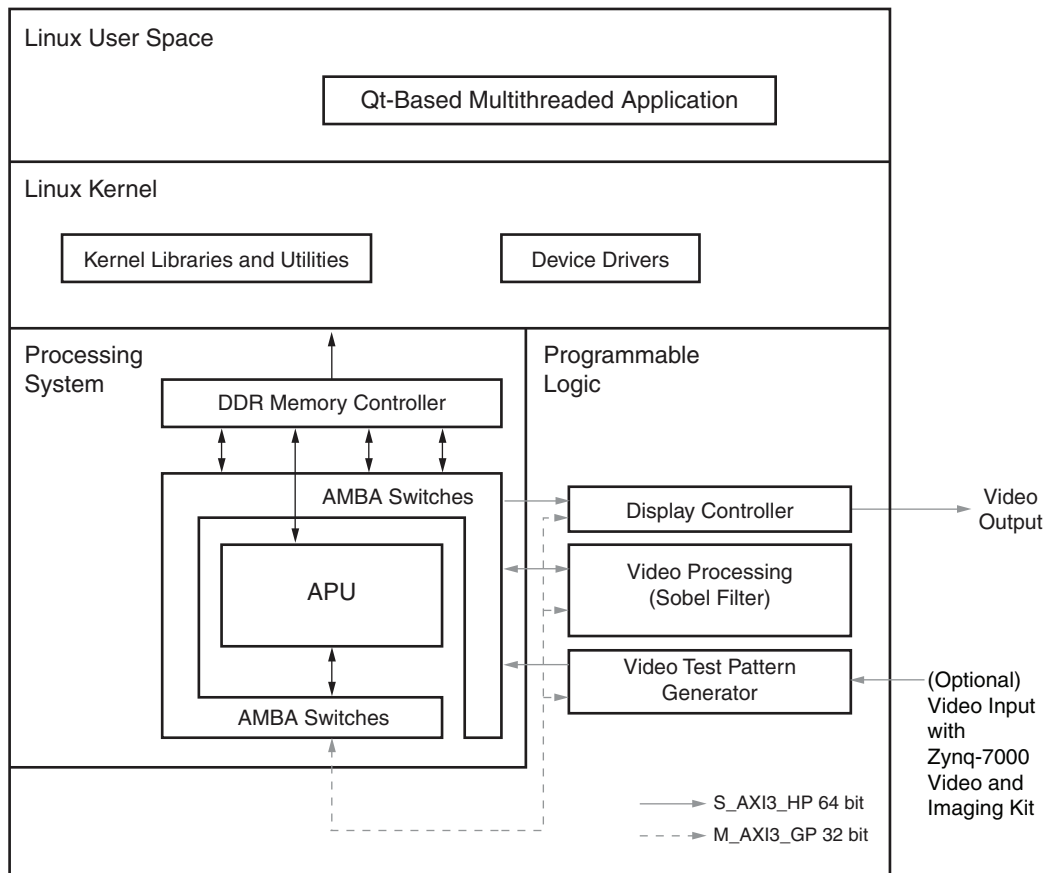 Linux User Space
Qt-Based Multithreaded Application
Linux Kernel
Kernel Libraries and Utilities
Device Drivers
Processing
System
DDR Memory Controller
AMBA Switches
APU
AMBA Switches
Programmable
Logic
Display Controller
Video Processing
(Sobel Filter)
Video Test Pattern
Generator
Video
Output
(Optional)
Video Input
with
Zynq-7000
Video and
Imaging Kit
S_AXI3_HP 64 bit
M_AXI3_GP 32 bit